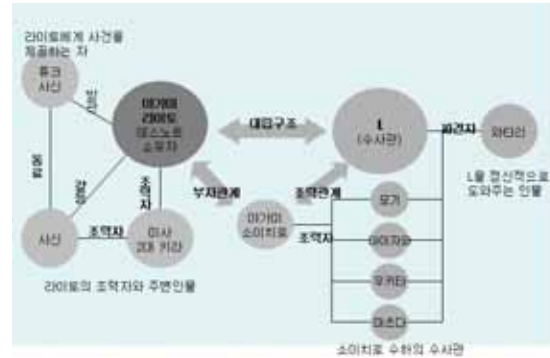 라이토에게 사건을
제공하는 자
류크
사신
야가미
라이토
데스노트
소유자
대립구조
L
(수사관)
와타리
L을 정신적으로
도와주는 인물
동료
조력자
부자관계
조력관계
사신
조력자
미사
2대 키라
야가미
소이치로
조력자
모기
아이자와
우키타
마츠다
라이토의 조력자와 주변인물
소이치로 수하의 수사관